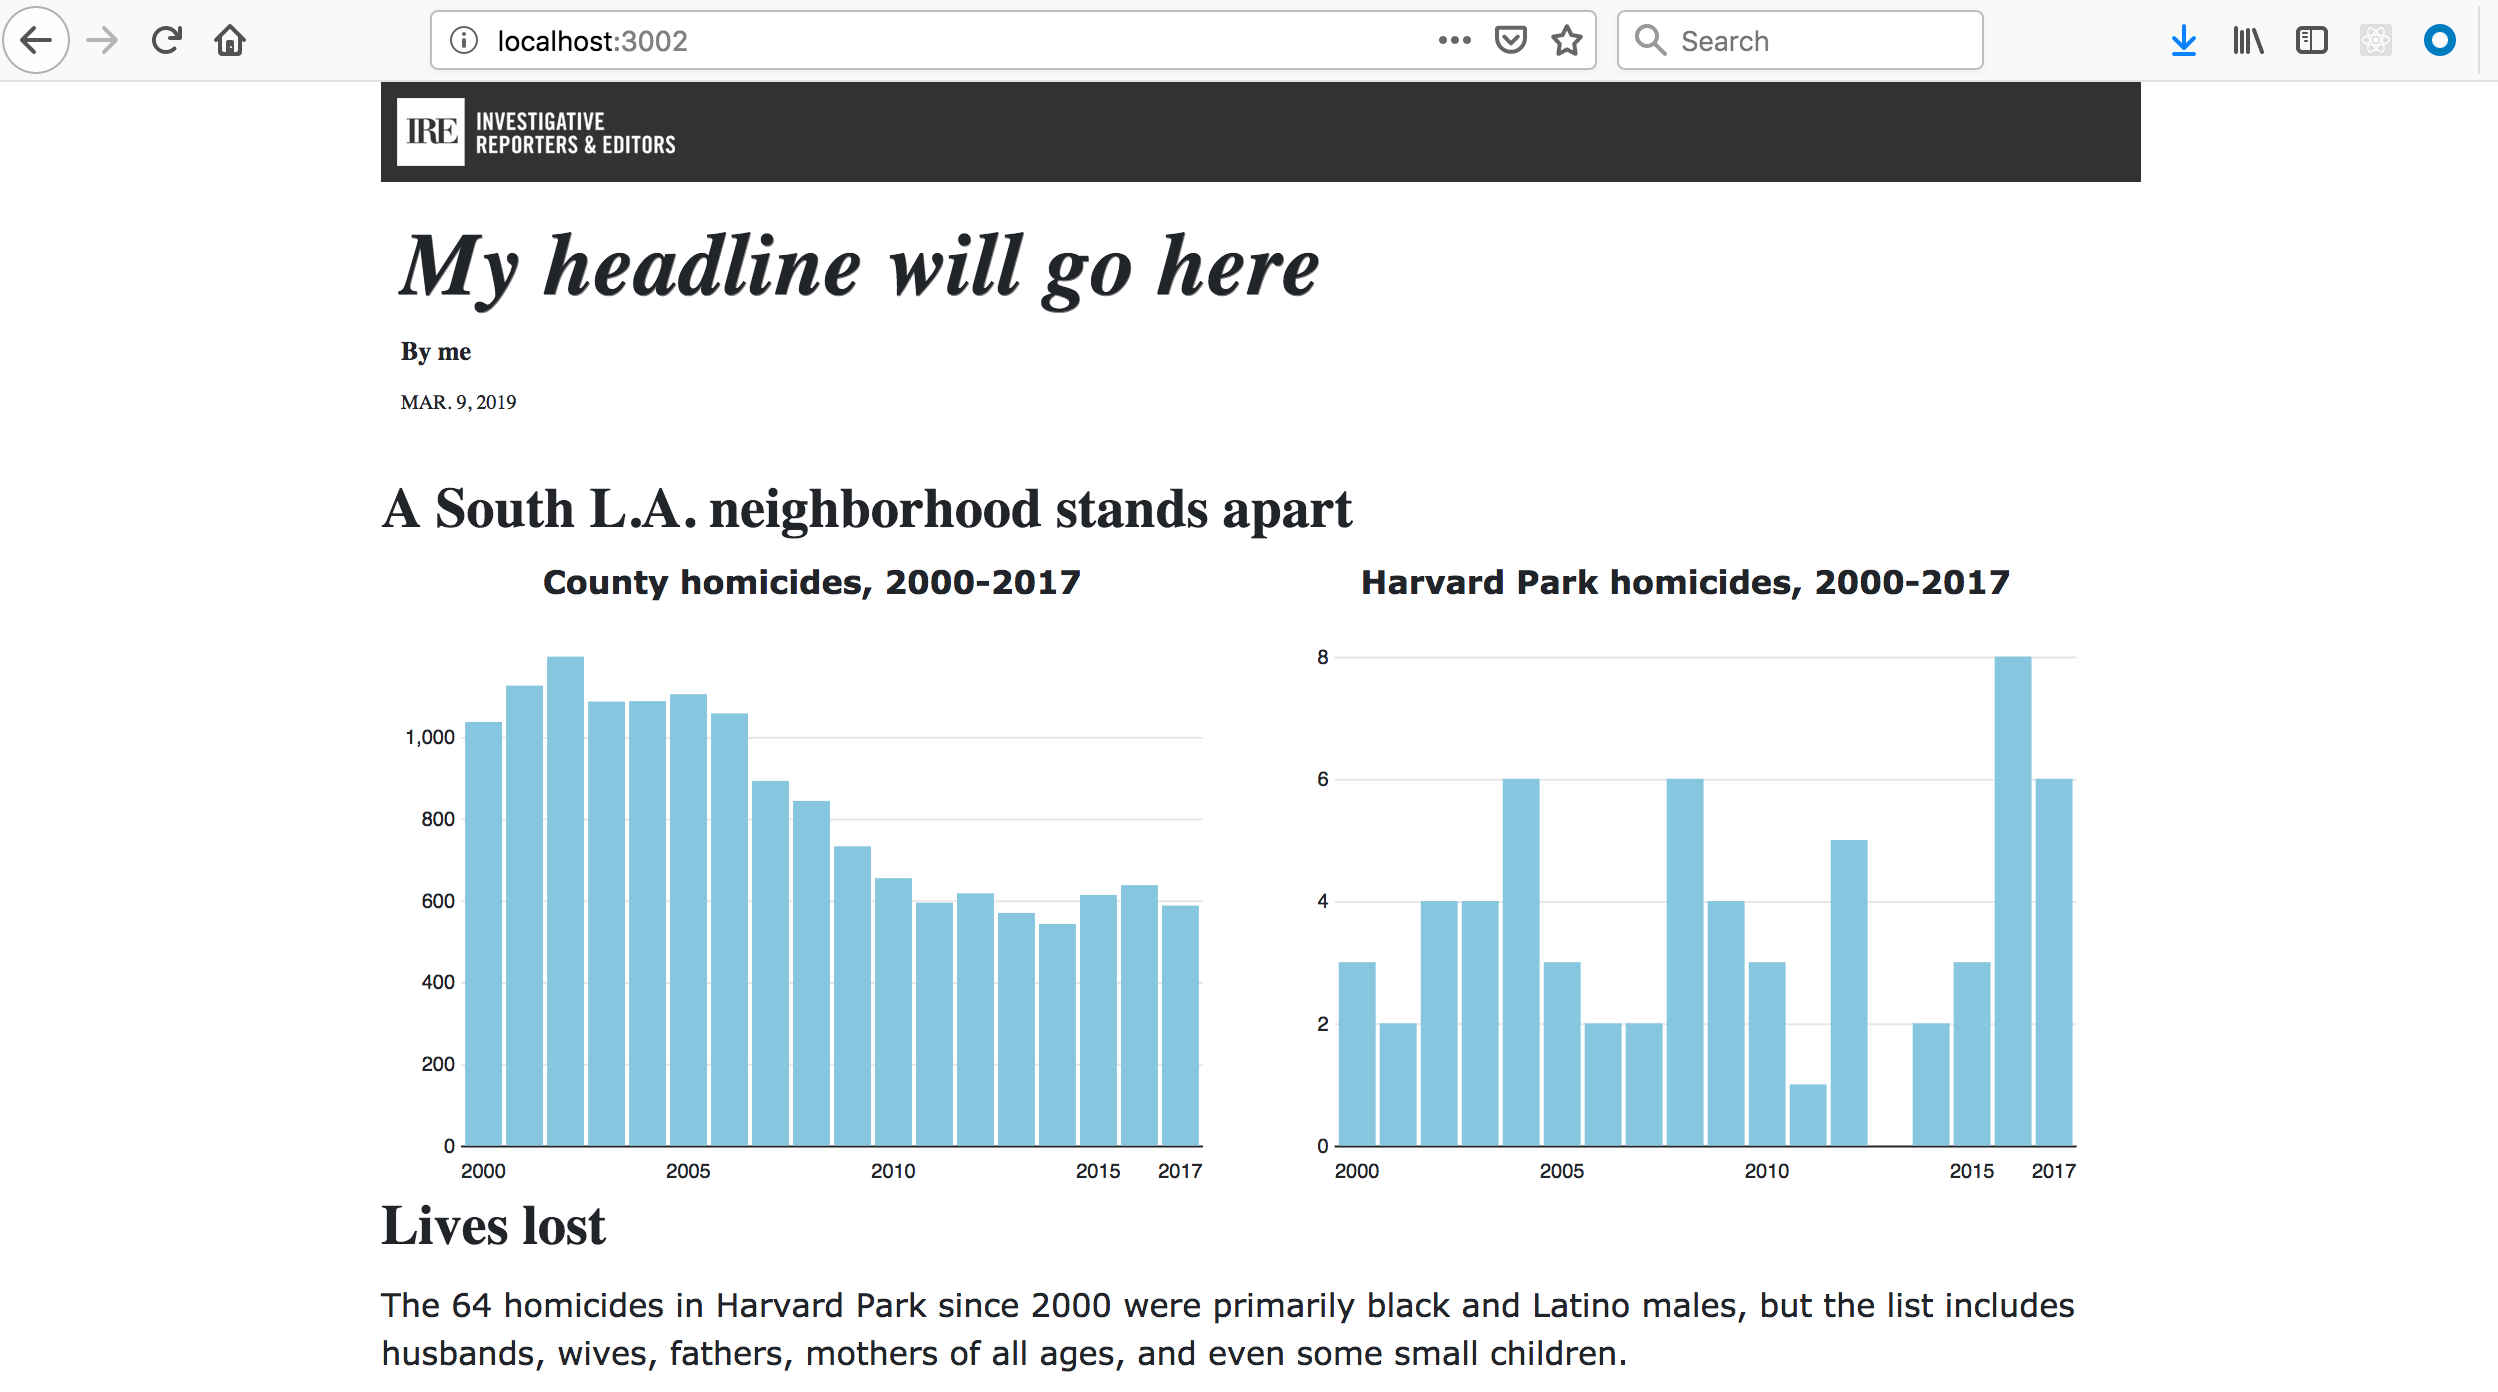 localhost:3002
Search
IRE
INVESTIGATIVE
REPORTERS & EDITORS
My headline will go here
By me
MAR. 9, 2019
A South L.A. neighborhood stands apart
County homicides, 2000-2017
1,000
800
600
400
200
0
2000 2005 2010 2015 2017
Harvard Park homicides, 2000-2017
8
6
4
2
0
2000 2005 2010 2015 2017
Lives lost
The 64 homicides in Harvard Park since 2000 were primarily black and Latino males, but the list includes
husbands, wives, fathers, mothers of all ages, and even some small children.